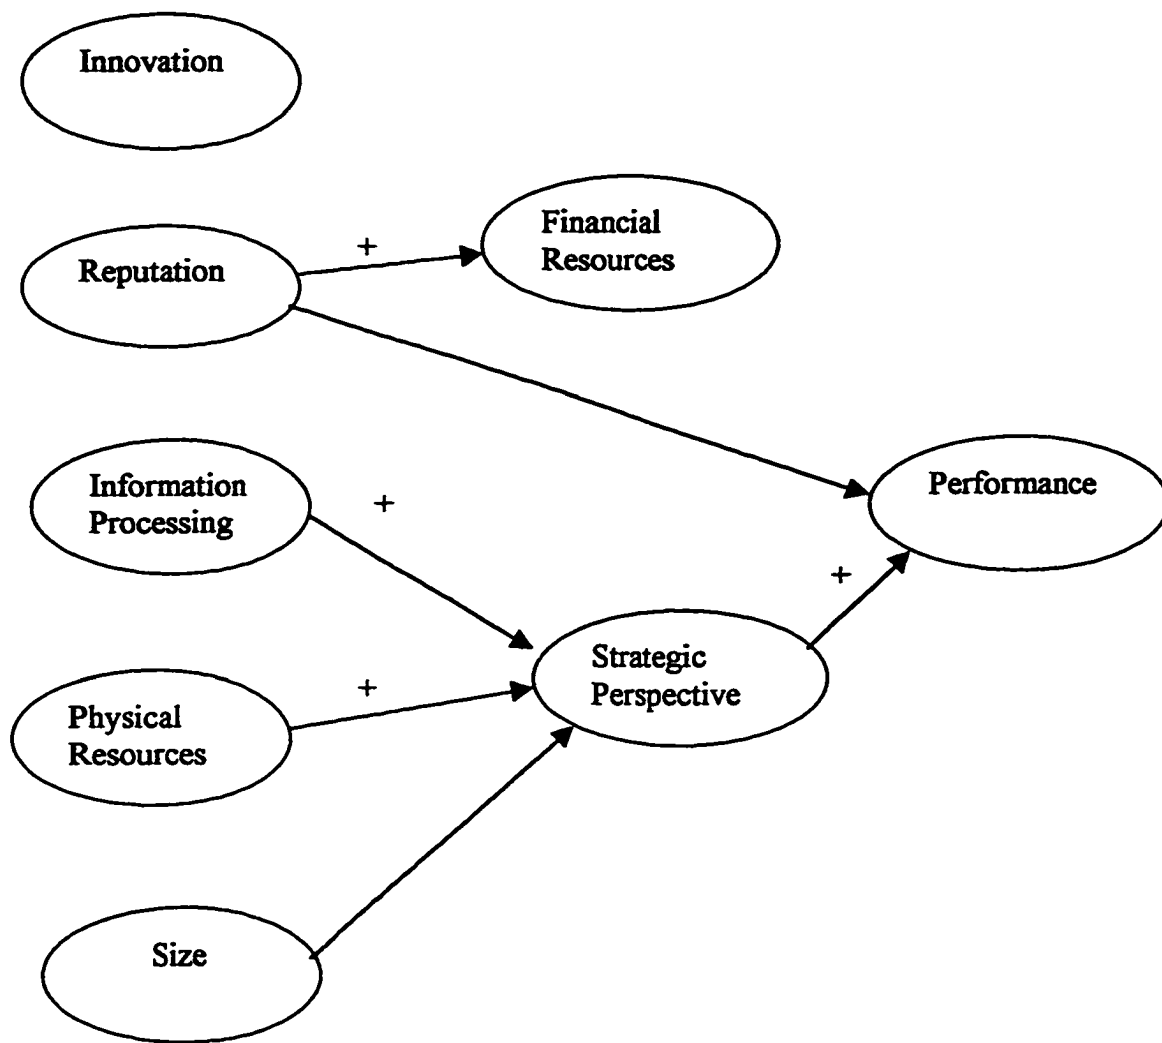 Innovation
Financial
Resources
+
Reputation
Information
Processing
+
Performance
+
Strategic
Perspective
Physical
Resources
+
Size